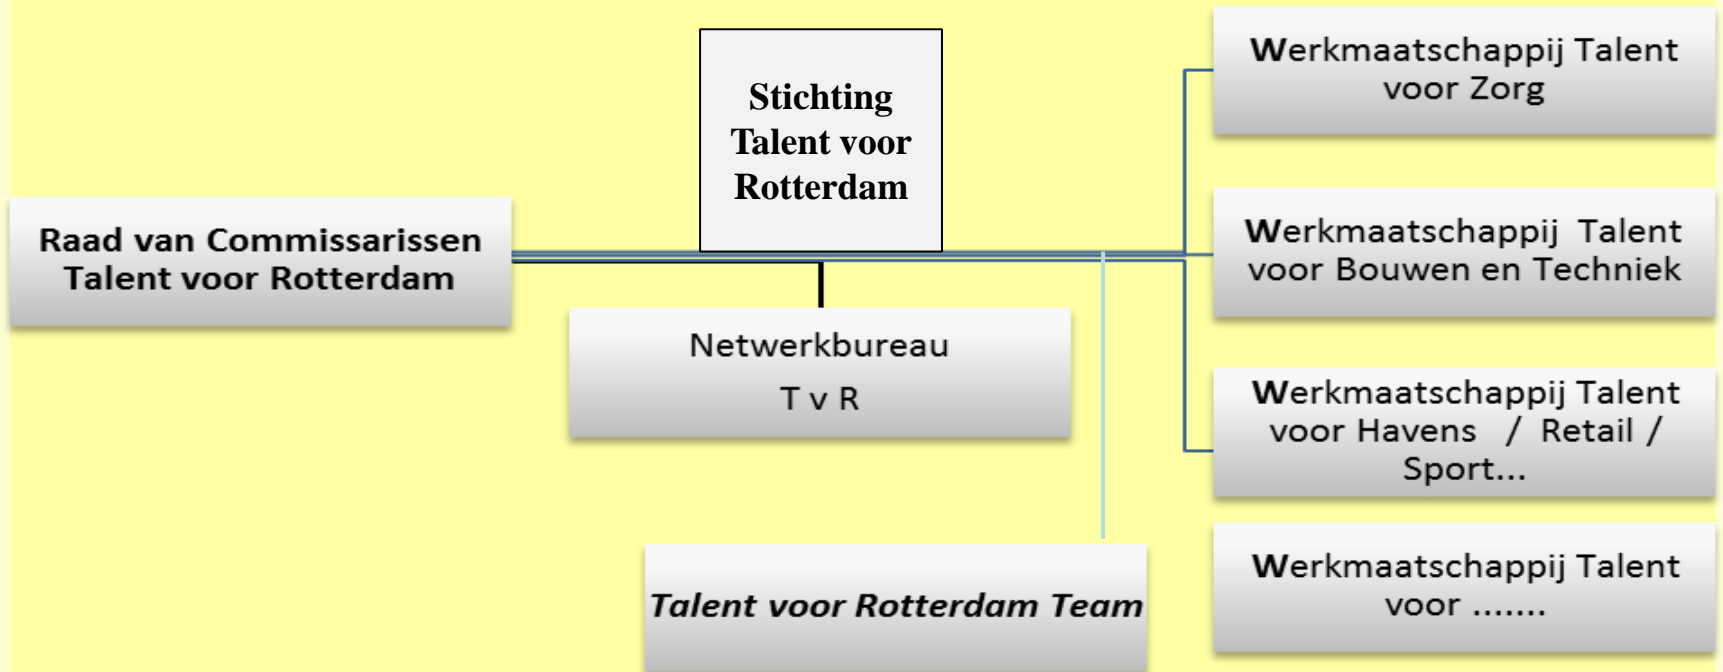 Stichting
Talent voor
Rotterdam
Raad van Commissarissen
Talent voor Rotterdam
Netwerkbureau
T v R
Talent voor Rotterdam Team
Werkmaatschappij Talent
voor Zorg
Werkmaatschappij Talent
voor Bouwen en Techniek
Werkmaatschappij Talent
voor Havens / Retail /
Sport...
Werkmaatschappij Talent
voor .......